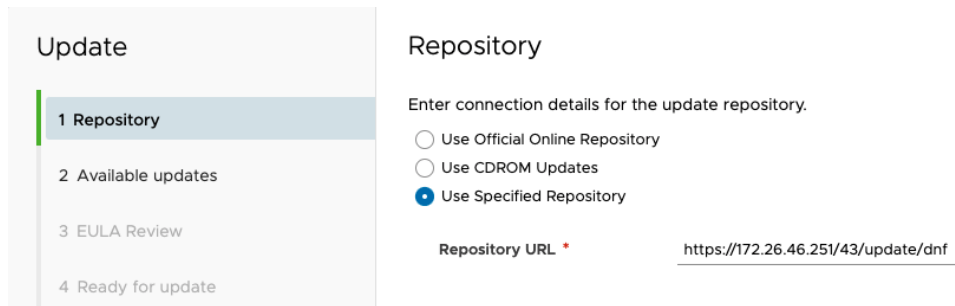 Update
1 Repository
2 Available updates
3 EULA Review
4 Ready for update
Repository
Enter connection details for the update repository.
Use Official Online Repository
Use CDROM Updates
Use Specified Repository
Repository URL * https://172.26.46.251/43/update/dnf